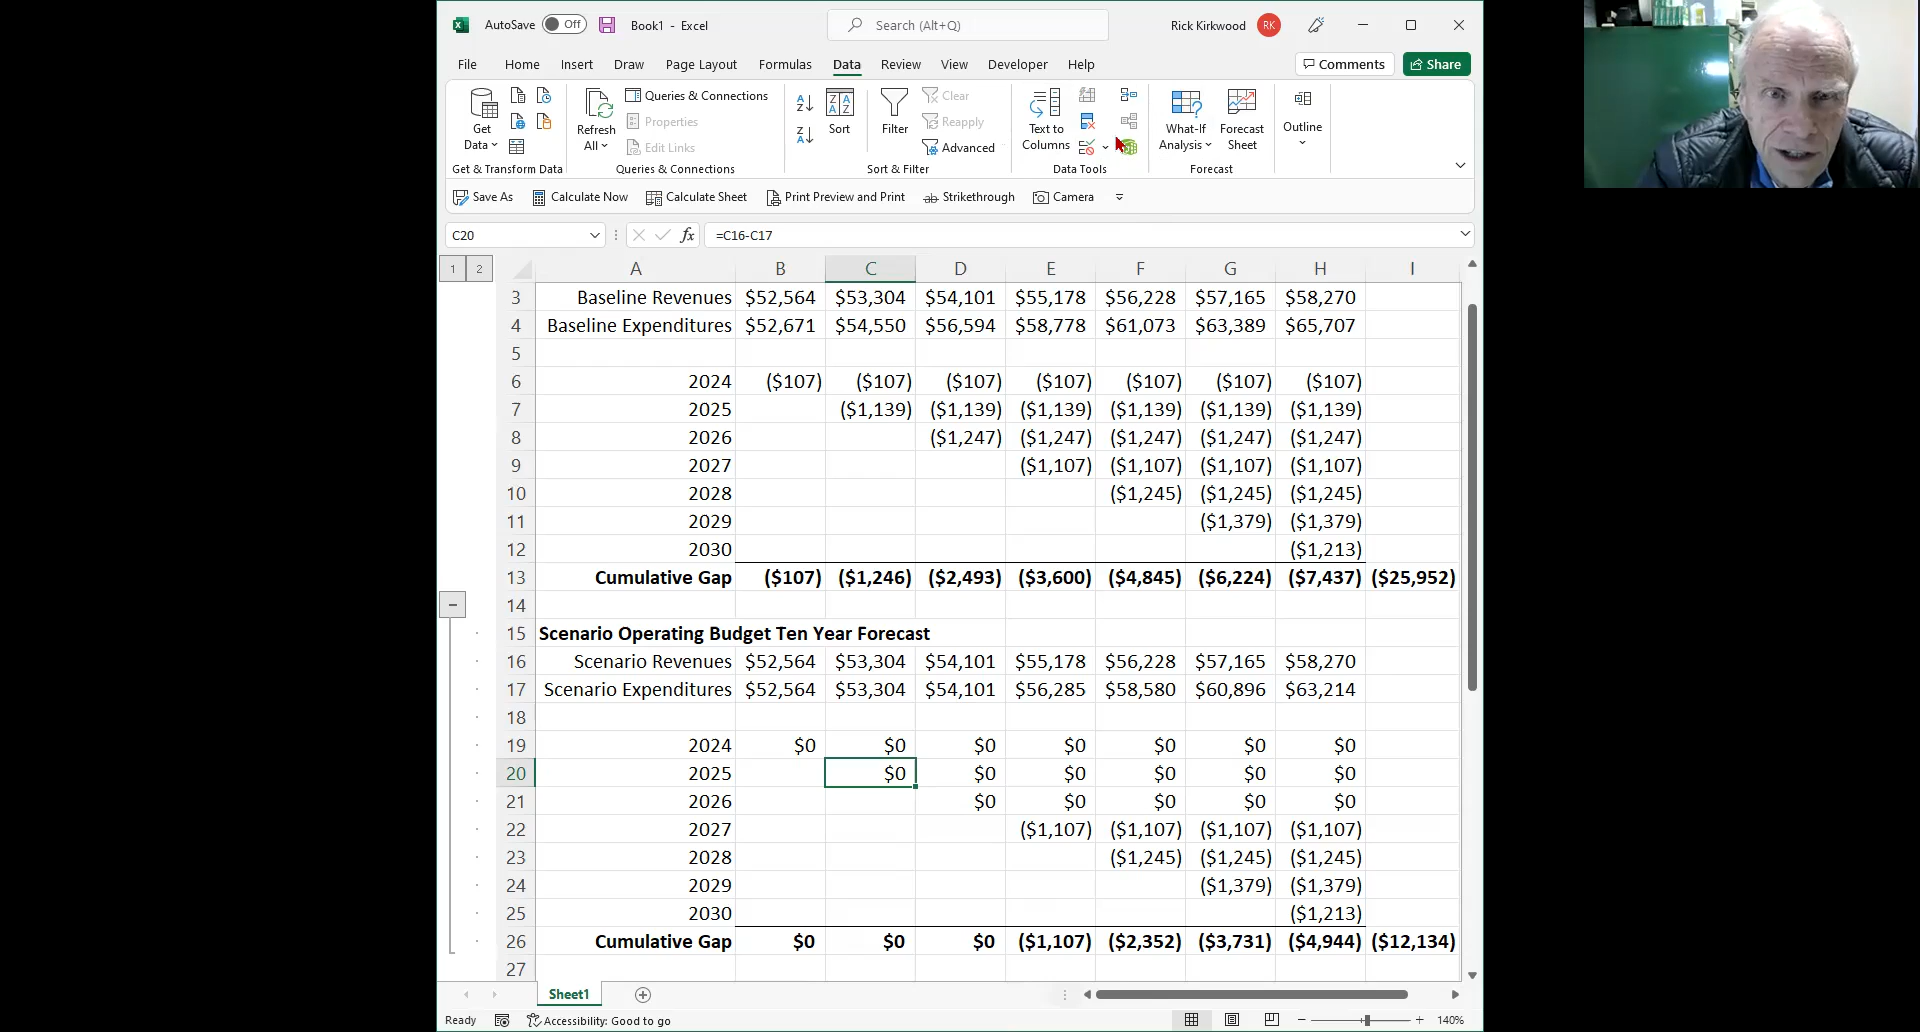 AutoSave Off Book1 - Excel Search (Alt+Q) Rick Kirkwood RK
File Home Insert Draw Page Layout Formulas Data Review View Developer Help Comments Share
Get Data Refresh All Queries & Connections Properties Edit Links Sort Filter Clear Reapply Advanced Text to Columns What-If Analysis Forecast Sheet Outline
Get & Transform Data Queries & Connections Sort & Filter Data Tools Forecast
Save As Calculate Now Calculate Sheet Print Preview and Print ab Strikethrough Camera
C20 fx =C16-C17
1 2 A B C D E F G H I
3 Baseline Revenues $52,564 $53,304 $54,101 $55,178 $56,228 $57,165 $58,270
4 Baseline Expenditures $52,671 $54,550 $56,594 $58,778 $61,073 $63,389 $65,707
5
6 2024 ($107) ($107) ($107) ($107) ($107) ($107) ($107)
7 2025 ($1,139) ($1,139) ($1,139) ($1,139) ($1,139) ($1,139)
8 2026 ($1,247) ($1,247) ($1,247) ($1,247) ($1,247)
9 2027 ($1,107) ($1,107) ($1,107) ($1,107)
10 2028 ($1,245) ($1,245) ($1,245)
11 2029 ($1,379) ($1,379)
12 2030 ($1,213)
13 Cumulative Gap ($107) ($1,246) ($2,493) ($3,600) ($4,845) ($6,224) ($7,437) ($25,952)
14
15 Scenario Operating Budget Ten Year Forecast
16 Scenario Revenues $52,564 $53,304 $54,101 $55,178 $56,228 $57,165 $58,270
17 Scenario Expenditures $52,564 $53,304 $54,101 $56,285 $58,580 $60,896 $63,214
18
19 2024 $0 $0 $0 $0 $0 $0 $0
20 2025 $0 $0 $0 $0 $0 $0
21 2026 $0 $0 $0 $0 $0
22 2027 ($1,107) ($1,107) ($1,107) ($1,107)
23 2028 ($1,245) ($1,245) ($1,245)
24 2029 ($1,379) ($1,379)
25 2030 ($1,213)
26 Cumulative Gap $0 $0 $0 ($1,107) ($2,352) ($3,731) ($4,944) ($12,134)
27
Sheet1
Ready Accessibility: Good to go 140%